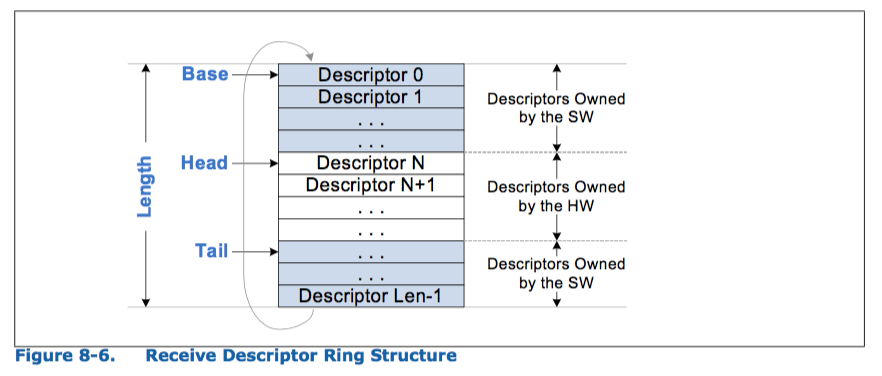 Base
Descriptor 0
Descriptor 1
. . .
. . .
Descriptors Owned
by the SW
Length
Head
Descriptor N
Descriptor N+1
. . .
. . .
Descriptors Owned
by the HW
Tail
. . .
. . .
Descriptor Len-1
Descriptors Owned
by the SW
Figure 8-6. Receive Descriptor Ring Structure